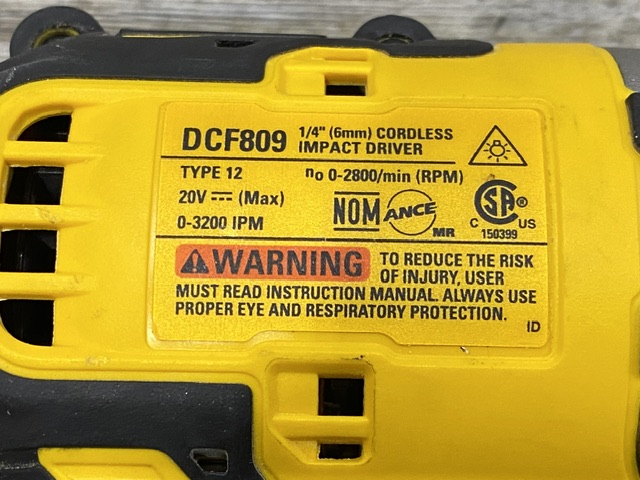 DCF809 1/4" (6mm) CORDLESS
IMPACT DRIVER
TYPE 12 no 0-2800/min (RPM)
20V ⎓ (Max)
0-3200 IPM
NOM ANCE MR
C SA ® C US
150399
WARNING TO REDUCE THE RISK
OF INJURY, USER
MUST READ INSTRUCTION MANUAL. ALWAYS USE
PROPER EYE AND RESPIRATORY PROTECTION.
ID